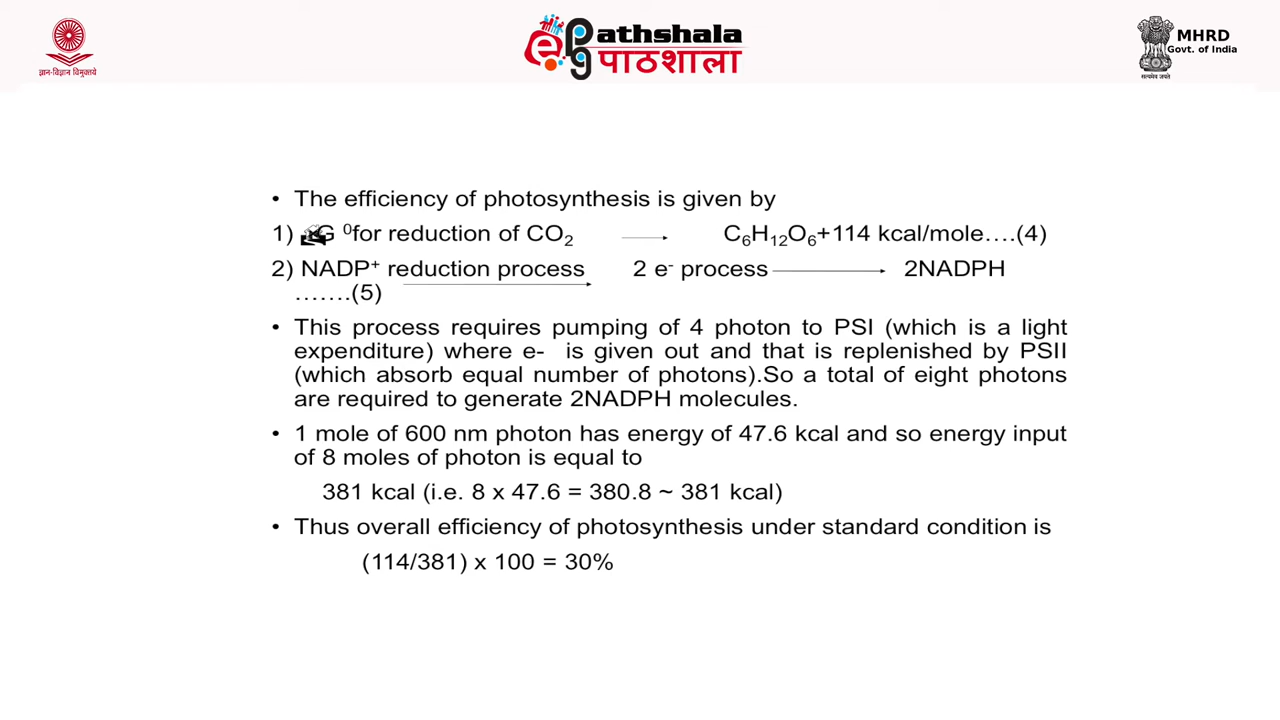 ज्ञान-विज्ञान विमुक्तये
e Pathshala
पाठशाला
MHRD
Govt. of India
सत्यमेव जयते
• The efficiency of photosynthesis is given by
1) G ⁰for reduction of CO₂ → C₆H₁₂O₆+114 kcal/mole….(4)
2) NADP⁺ reduction process → 2 e⁻ process → 2NADPH
…….(5)
• This process requires pumping of 4 photon to PSI (which is a light
expenditure) where e- is given out and that is replenished by PSII
(which absorb equal number of photons).So a total of eight photons
are required to generate 2NADPH molecules.
• 1 mole of 600 nm photon has energy of 47.6 kcal and so energy input
of 8 moles of photon is equal to
381 kcal (i.e. 8 x 47.6 = 380.8 ~ 381 kcal)
• Thus overall efficiency of photosynthesis under standard condition is
(114/381) x 100 = 30%